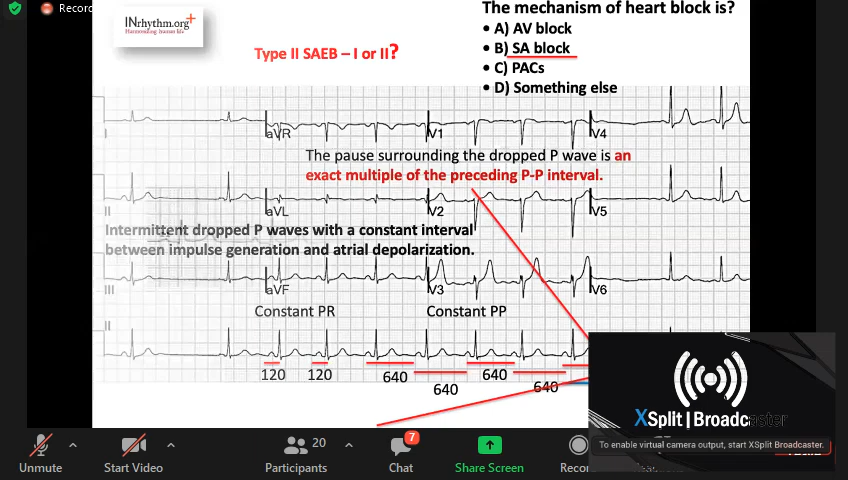 Recor
INrhythm.org+
Harmonizing human life
The mechanism of heart block is?
• A) AV block
• B) SA block
• C) PACs
• D) Something else
Type II SAEB – I or II?
I
aVR
V1
V4
The pause surrounding the dropped P wave is an
exact multiple of the preceding P-P interval.
II
aVL
V2
V5
Intermittent dropped P waves with a constant interval
between impulse generation and atrial depolarization.
III
aVF
V3
V6
Constant PR
Constant PP
II
120
120
640
640
640
640
XSplit | Broadcaster
To enable virtual camera output, start XSplit Broadcaster.
20
7
Unmute
Start Video
Participants
Chat
Share Screen
Recor